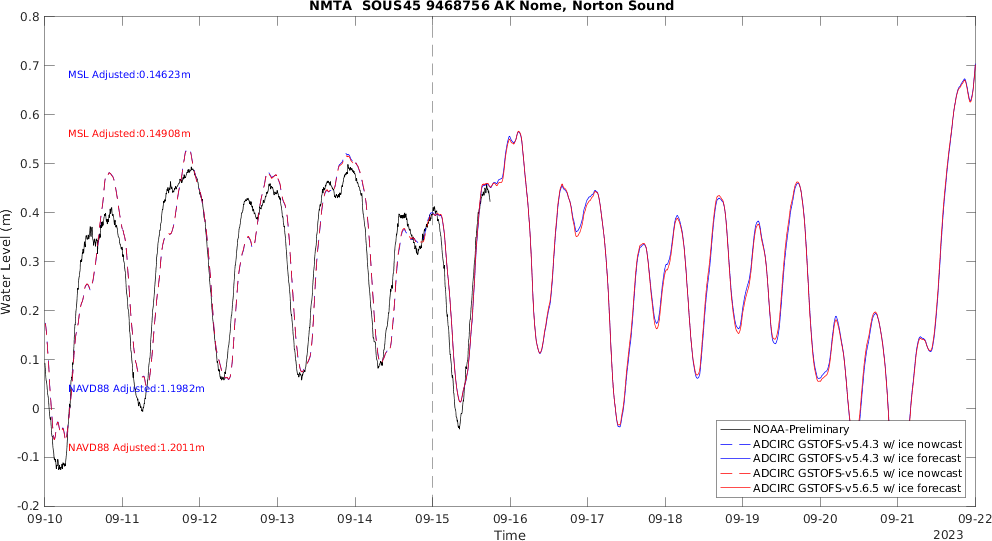 NMTA SOUS45 9468756 AK Nome, Norton Sound
0.8
0.7
0.6
0.5
0.4
0.3
0.2
0.1
0
-0.1
-0.2
Water Level (m)
MSL Adjusted:0.14623m
MSL Adjusted:0.14908m
NAVD88 Adjusted:1.1982m
NAVD88 Adjusted:1.2011m
NOAA-Preliminary
ADCIRC GSTOFS-v5.4.3 w/ ice nowcast
ADCIRC GSTOFS-v5.4.3 w/ ice forecast
ADCIRC GSTOFS-v5.6.5 w/ ice nowcast
ADCIRC GSTOFS-v5.6.5 w/ ice forecast
09-10 09-11 09-12 09-13 09-14 09-15 09-16 09-17 09-18 09-19 09-20 09-21 09-22
Time
2023